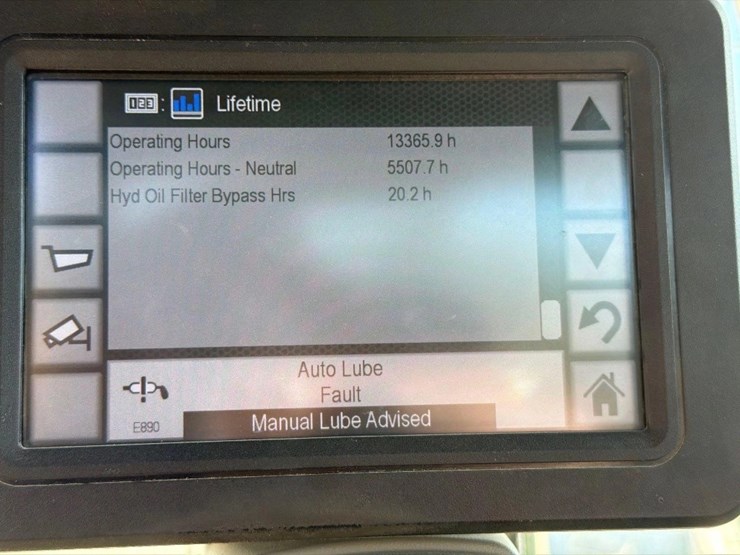 123 : Lifetime
Operating Hours 13365.9 h
Operating Hours - Neutral 5507.7 h
Hyd Oil Filter Bypass Hrs 20.2 h
Auto Lube
Fault
E890 Manual Lube Advised